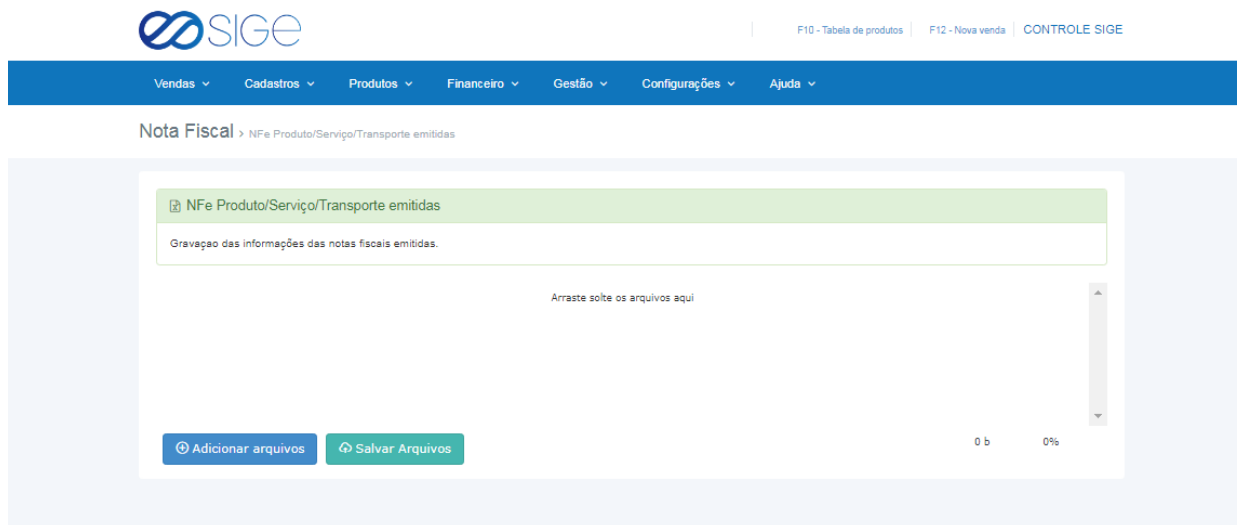 SIGE
F10 - Tabela de produtos F12 - Nova venda CONTROLE SIGE
Vendas Cadastros Produtos Financeiro Gestão Configurações Ajuda
Nota Fiscal > NFe Produto/Serviço/Transporte emitidas
NFe Produto/Serviço/Transporte emitidas
Gravaçao das informações das notas fiscais emitidas.
Arraste solte os arquivos aqui
Adicionar arquivos Salvar Arquivos 0 b 0%